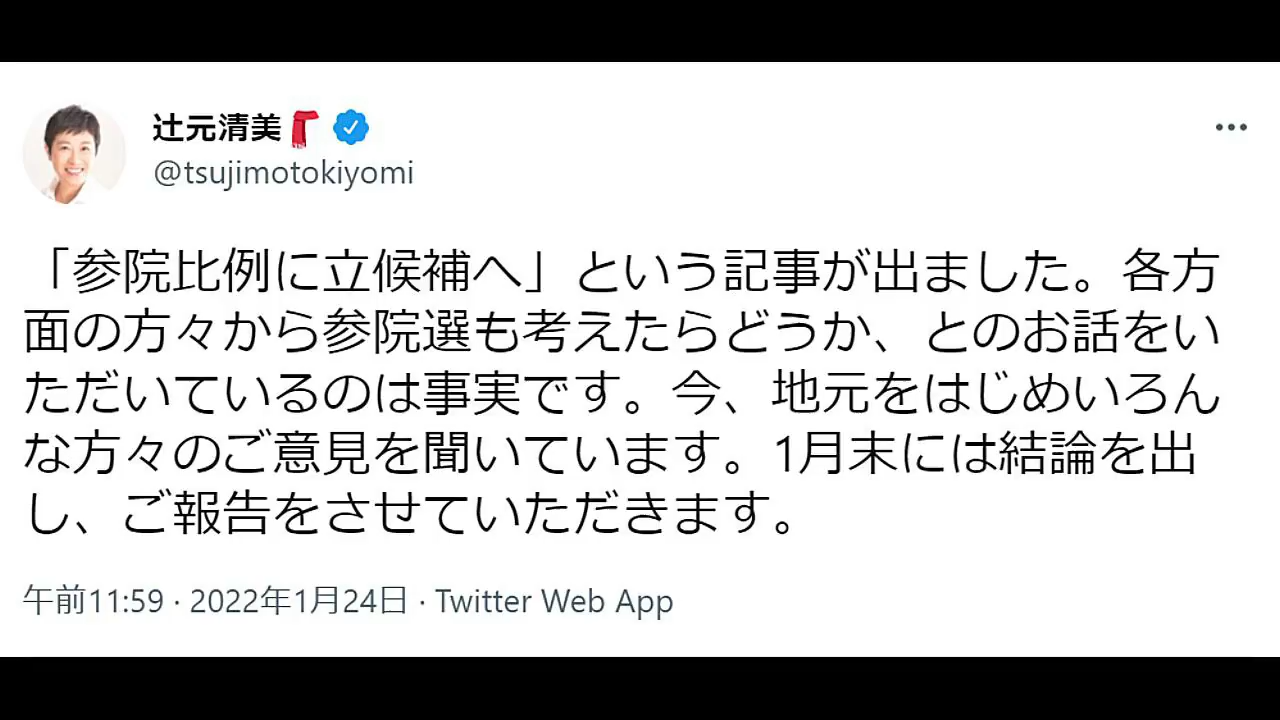 辻元清美🧣
@tsujimotokiyomi
「参院比例に立候補へ」という記事が出ました。各方
面の方々から参院選も考えたらどうか、とのお話をい
ただいているのは事実です。今、地元をはじめいろん
な方々のご意見を聞いています。1月末には結論を出
し、ご報告をさせていただきます。
午前11:59 · 2022年1月24日 · Twitter Web App